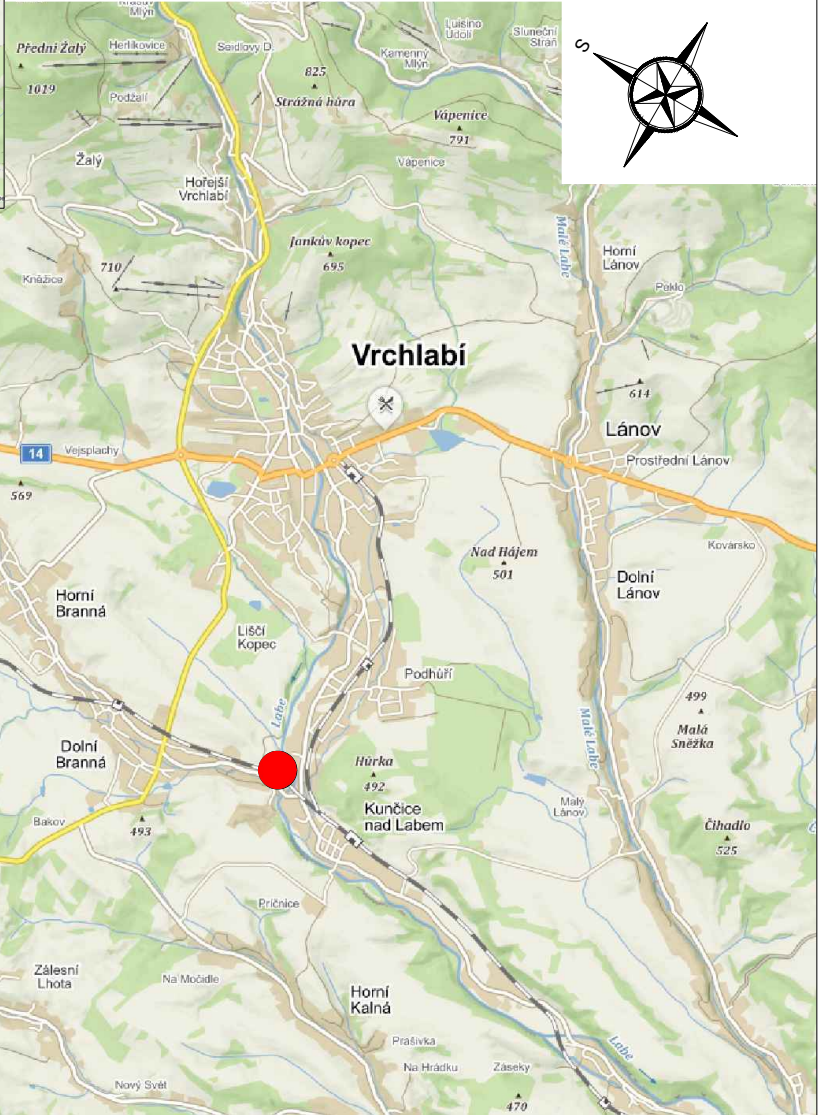 Mlýn
Přední Žalý
1019
Herlíkovice
Podžalí
Seidlovy D.
825
Strážná hůra
Luisino
Údolí
Kamenný
Mlýn
Sluneční
Stráň
S
Vápenice
791
Vápenice
Žalý
Hořejší
Vrchlabí
Kněžice
710
Jankův kopec
695
Malé Labe
Horní
Lánov
Peklo
Vrchlabí
614
Lánov
Prostřední Lánov
14
Vejsplachy
569
Nad Hájem
501
Kovársko
Dolní
Lánov
Horní
Branná
Liščí
Kopec
Podhůří
Labe
499
Malá
Sněžka
Malé Labe
Dolní
Branná
Hůrka
492
Kunčice
nad Labem
Malý
Lánov
Čihadlo
525
Bakov
493
Příčnice
Zálesní
Lhota
Na Močidle
Horní
Kalná
Prašivka
Na Hrádku
Záseky
Labe
Nový Svět
470